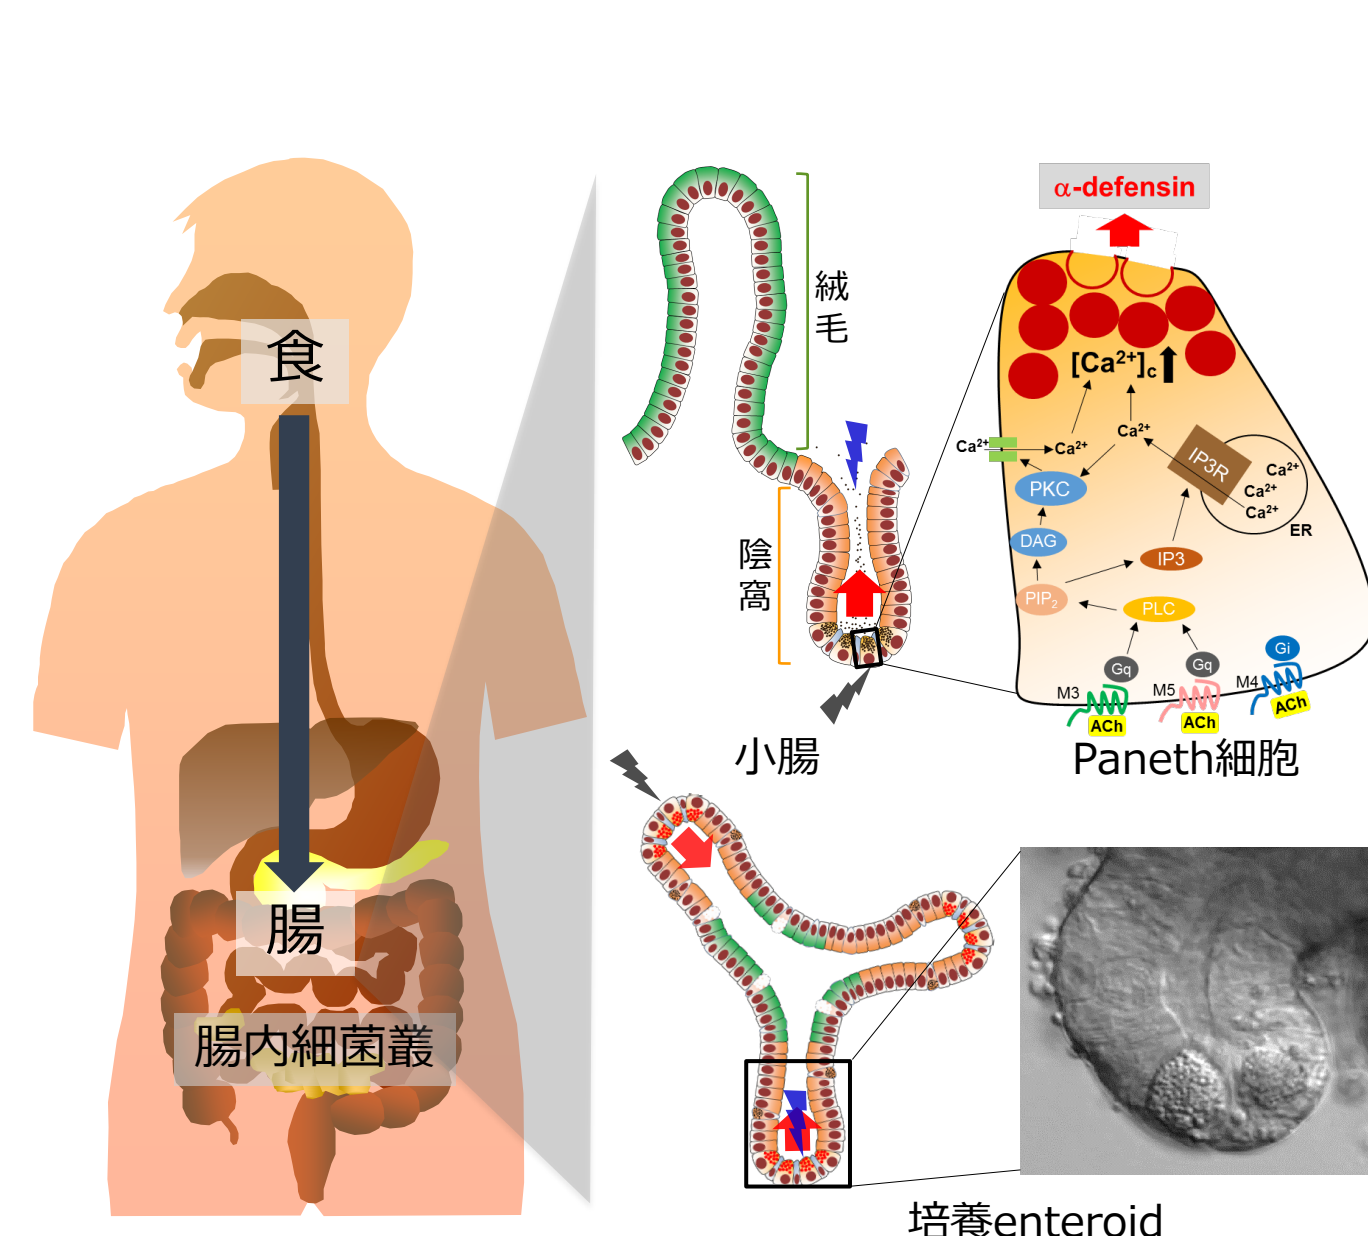 食
腸
腸内細菌叢
絨毛
陰窩
小腸
α-defensin
[Ca²⁺]c
Ca²⁺
Ca²⁺
Ca²⁺
IP3R
Ca²⁺
Ca²⁺
Ca²⁺
ER
PKC
DAG
IP3
PIP₂
PLC
Gq
Gq
Gi
M3
M5
M4
ACh
ACh
ACh
Paneth細胞
培養enteroid